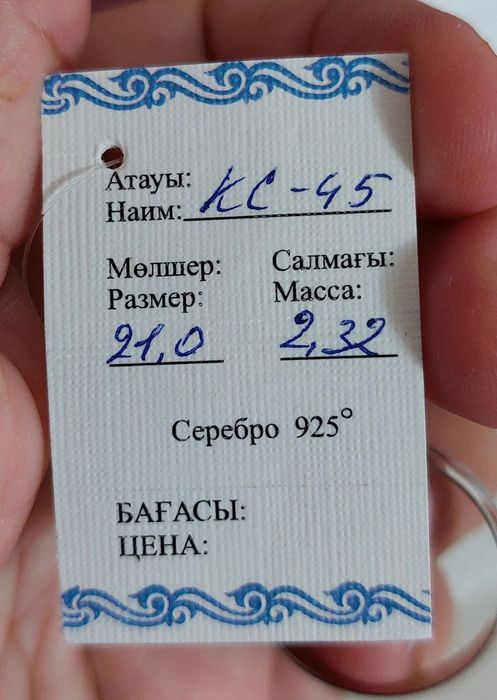 Атауы:
Наим: КС-45
Мөлшер: Салмағы:
Размер: Масса:
21,0 2,32
Серебро 925°
БАҒАСЫ:
ЦЕНА: